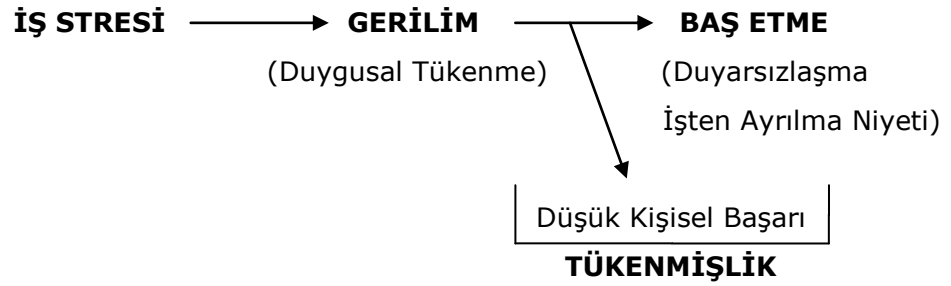 İŞ STRESİ GERİLİM BAŞ ETME
(Duygusal Tükenme) (Duyarsızlaşma
İşten Ayrılma Niyeti)
Düşük Kişisel Başarı
TÜKENMİŞLİK